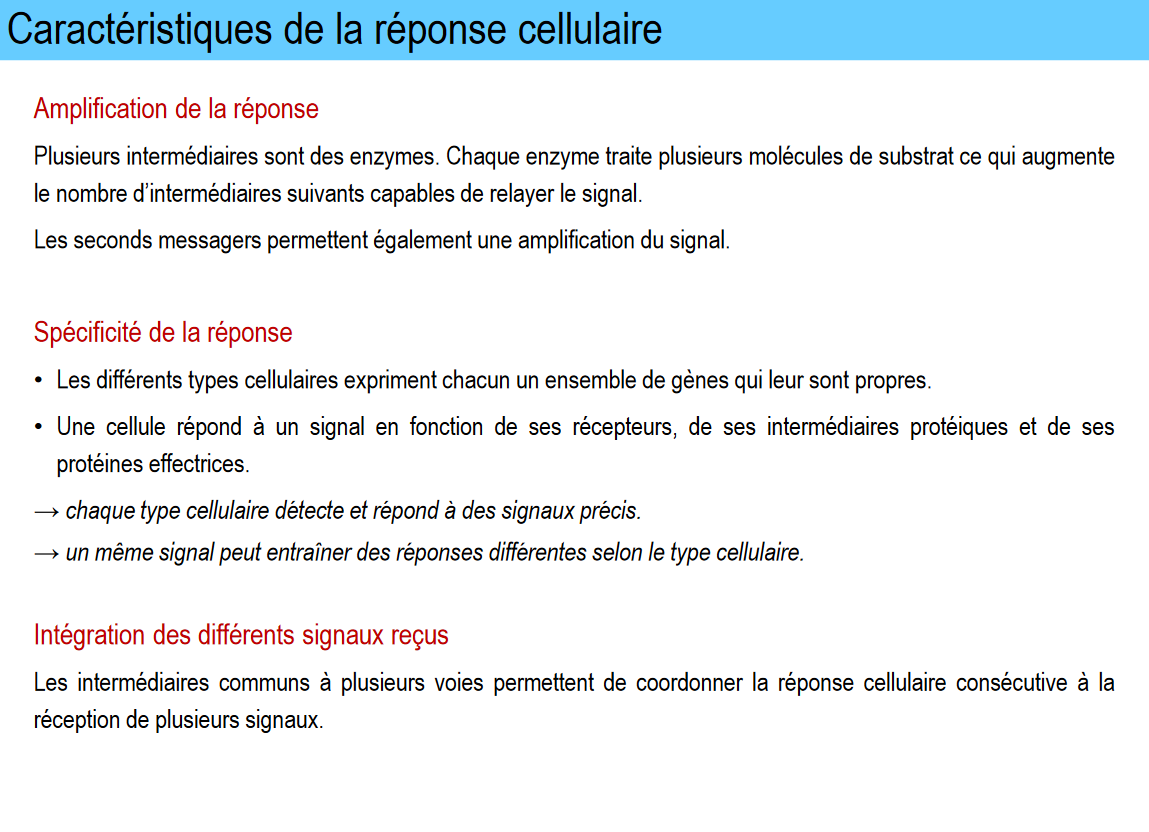 Caractéristiques de la réponse cellulaire
Amplification de la réponse
Plusieurs intermédiaires sont des enzymes. Chaque enzyme traite plusieurs molécules de substrat ce qui augmente
le nombre d’intermédiaires suivants capables de relayer le signal.
Les seconds messagers permettent également une amplification du signal.
Spécificité de la réponse
• Les différents types cellulaires expriment chacun un ensemble de gènes qui leur sont propres.
• Une cellule répond à un signal en fonction de ses récepteurs, de ses intermédiaires protéiques et de ses
protéines effectrices.
→ chaque type cellulaire détecte et répond à des signaux précis.
→ un même signal peut entraîner des réponses différentes selon le type cellulaire.
Intégration des différents signaux reçus
Les intermédiaires communs à plusieurs voies permettent de coordonner la réponse cellulaire consécutive à la
réception de plusieurs signaux.